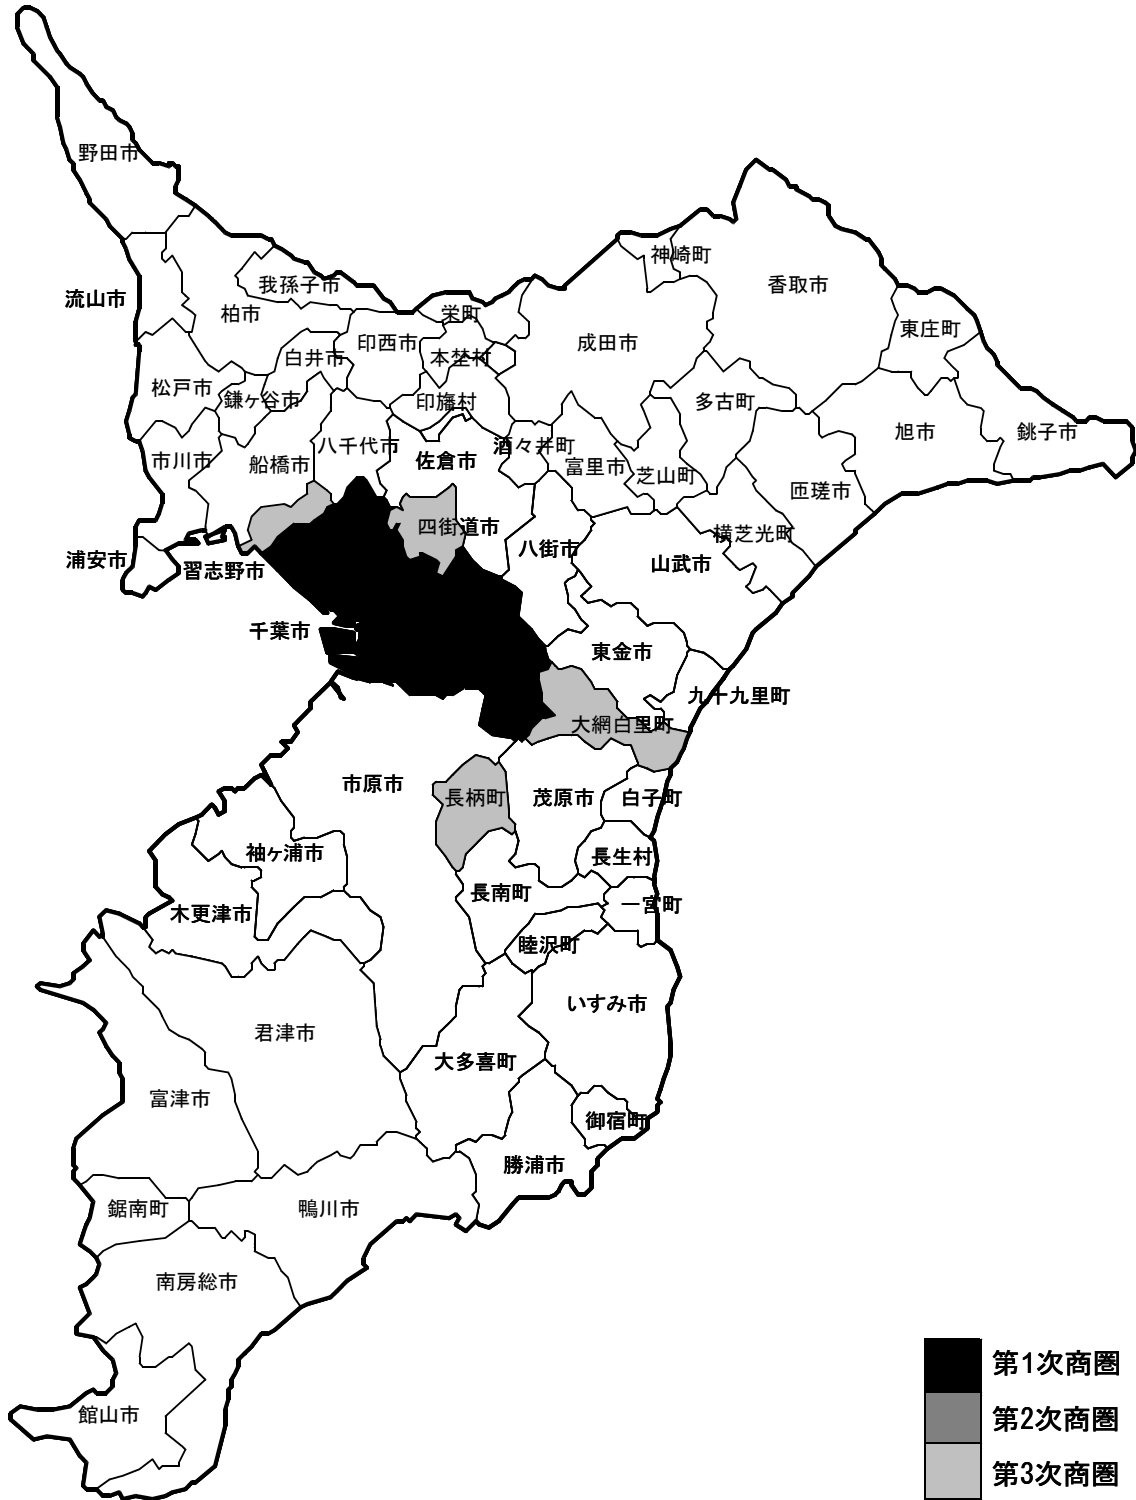 野田市
神崎町
我孫子市
香取市
流山市
柏市
栄町
東庄町
印西市
成田市
白井市
本埜村
松戸市
鎌ヶ谷市
印旛村
多古町
旭市
銚子市
市川市
船橋市
八千代市
佐倉市
酒々井町
富里市
芝山町
匝瑳市
四街道市
横芝光町
浦安市
習志野市
八街市
山武市
千葉市
東金市
九十九里町
大網白里町
市原市
長柄町
茂原市
白子町
袖ヶ浦市
長生村
長南町
一宮町
木更津市
睦沢町
いすみ市
君津市
大多喜町
富津市
御宿町
勝浦市
鋸南町
鴨川市
南房総市
館山市
第1次商圏
第2次商圏
第3次商圏